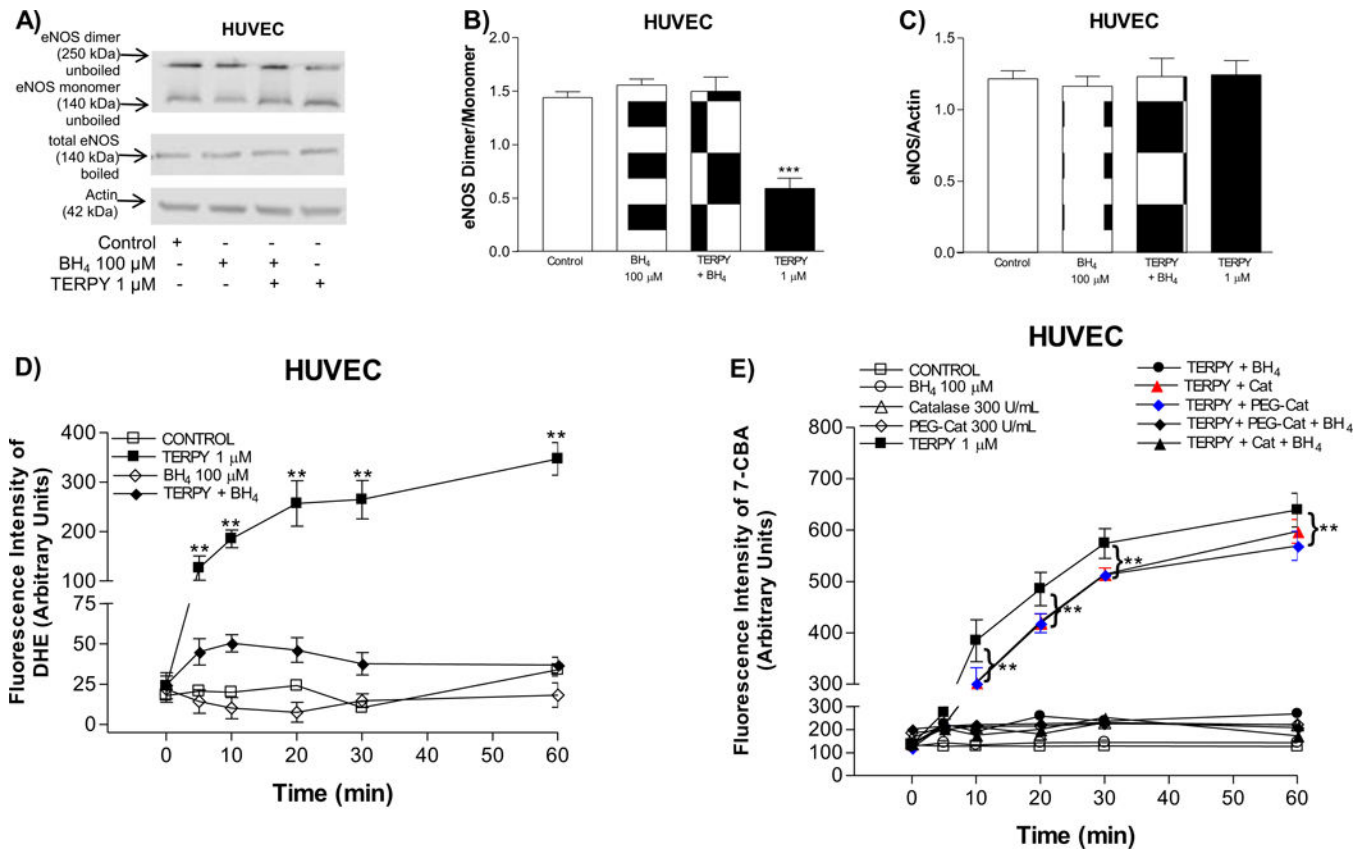 A)
HUVEC
eNOS dimer
(250 kDa)
unboiled
eNOS monomer
(140 kDa)
unboiled
total eNOS
(140 kDa)
boiled
Actin
(42 kDa)
Control + - - -
BH4 100 μM - + + -
TERPY 1 μM - - + +
B)
HUVEC
eNOS Dimer/Monomer
2.0
1.5
1.0
0.5
0.0
***
Control
BH4
100 μM
TERPY
+ BH4
TERPY
1 μM
C)
HUVEC
eNOS/Actin
1.5
1.2
0.9
0.6
0.3
0.0
Control
BH4
100 μM
TERPY
+ BH4
TERPY
1 μM
D)
HUVEC
Fluorescence Intensity of
DHE (Arbitrary Units)
400
300
200
100
75
50
25
0
CONTROL
TERPY 1 μM
BH4 100 μM
TERPY + BH4
** ** ** ** **
0 10 20 30 40 50 60
Time (min)
E)
HUVEC
CONTROL
BH4 100 μM
Catalase 300 U/mL
PEG-Cat 300 U/mL
TERPY 1 μM
TERPY + BH4
TERPY + Cat
TERPY + PEG-Cat
TERPY+ PEG-Cat + BH4
TERPY + Cat + BH4
Fluorescence Intensity of 7-CBA
(Arbitrary Units)
800
700
600
500
400
300
200
100
0
}** }** }** }**
0 10 20 30 40 50 60
Time (min)